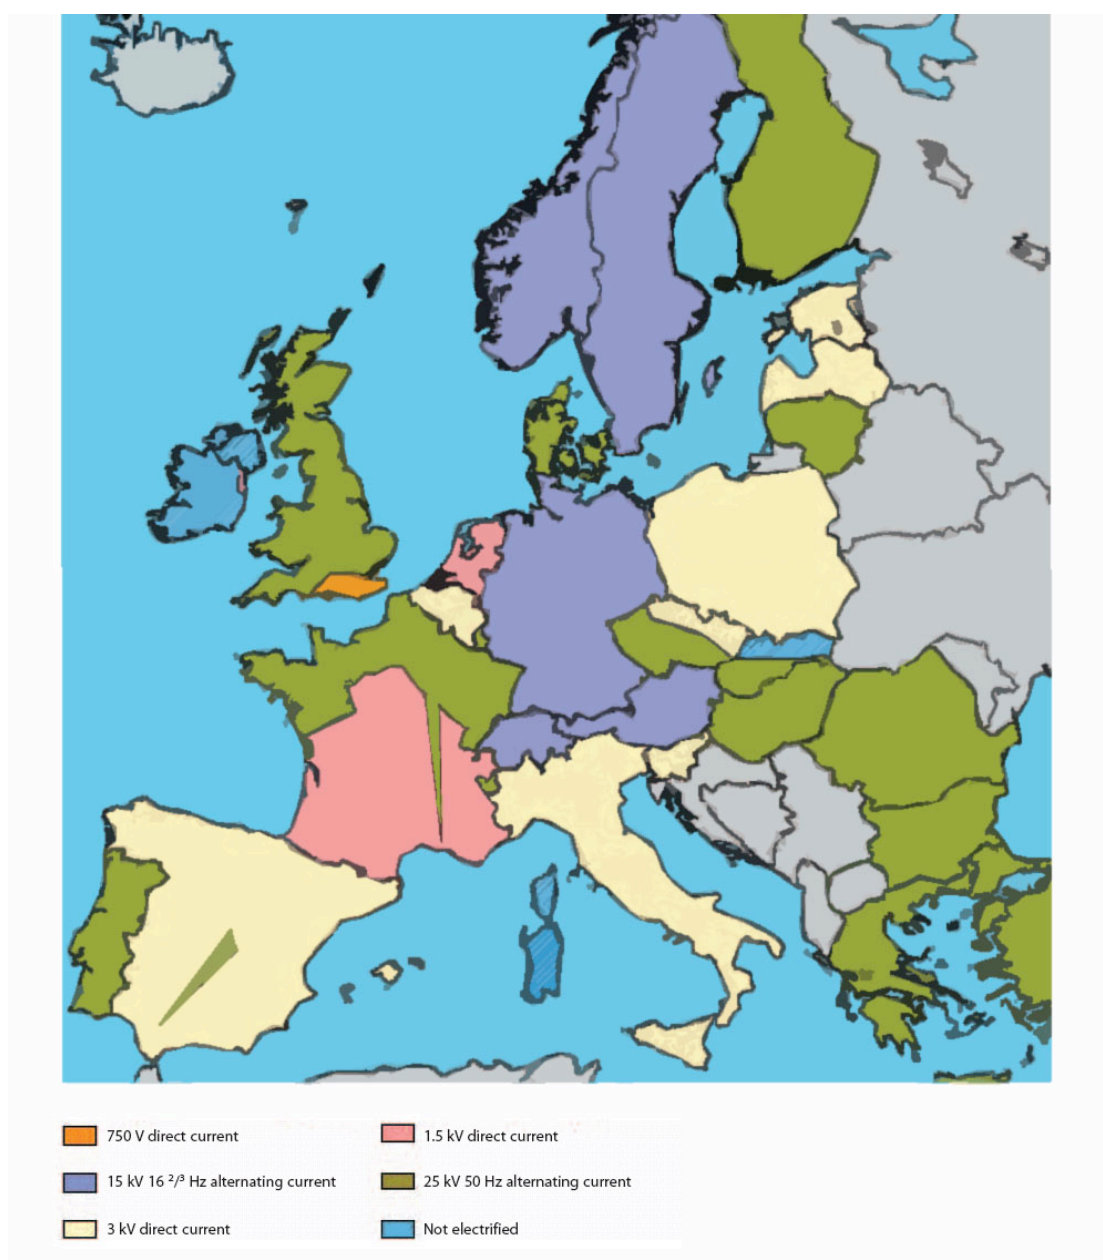 750 V direct current
1.5 kV direct current
15 kV 16 ²/³ Hz alternating current
25 kV 50 Hz alternating current
3 kV direct current
Not electrified